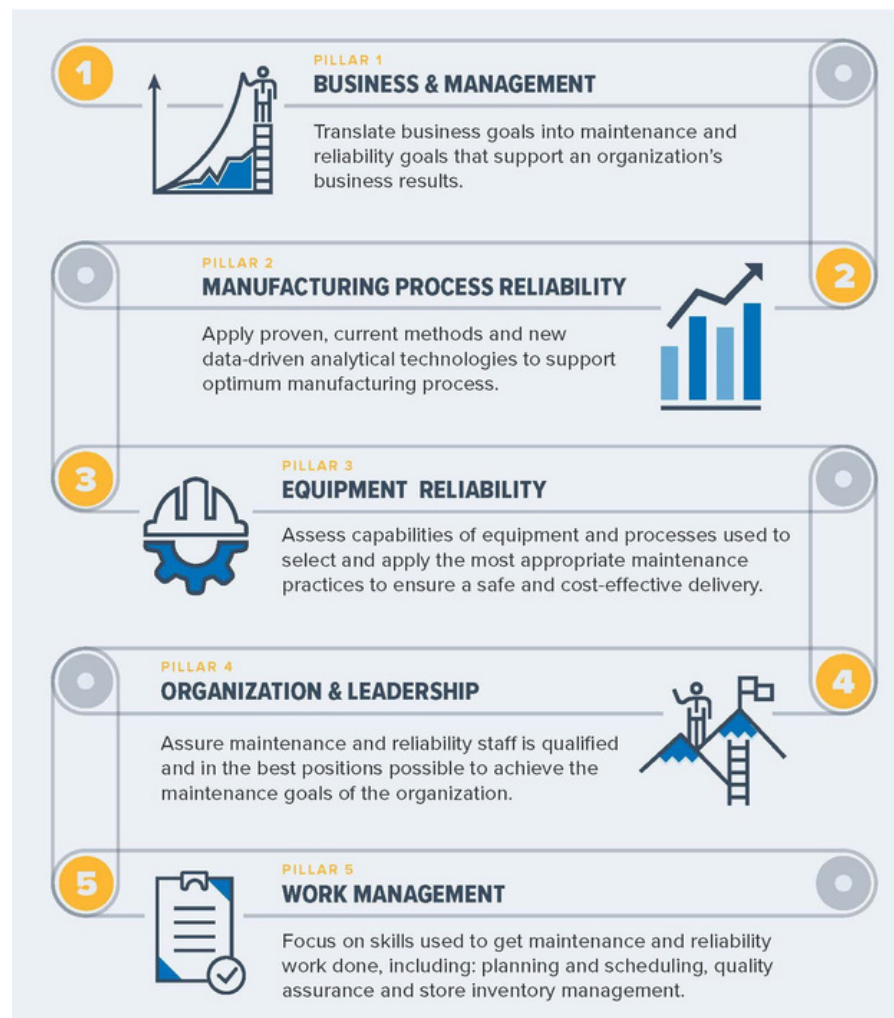 1
PILLAR 1
BUSINESS & MANAGEMENT
Translate business goals into maintenance and
reliability goals that support an organization's
business results.
PILLAR 2
MANUFACTURING PROCESS RELIABILITY
2
Apply proven, current methods and new
data-driven analytical technologies to support
optimum manufacturing process.
3
PILLAR 3
EQUIPMENT RELIABILITY
Assess capabilities of equipment and processes used to
select and apply the most appropriate maintenance
practices to ensure a safe and cost-effective delivery.
PILLAR 4
ORGANIZATION & LEADERSHIP
4
Assure maintenance and reliability staff is qualified
and in the best positions possible to achieve the
maintenance goals of the organization.
5
PILLAR 5
WORK MANAGEMENT
Focus on skills used to get maintenance and reliability
work done, including: planning and scheduling, quality
assurance and store inventory management.